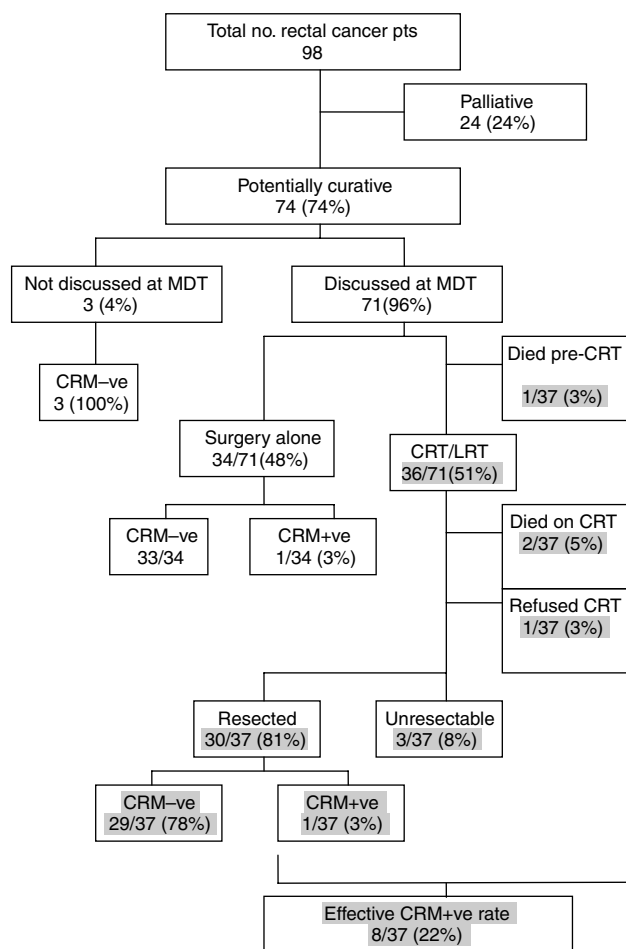 Total no. rectal cancer pts
98
Palliative
24 (24%)
Potentially curative
74 (74%)
Not discussed at MDT
3 (4%)
Discussed at MDT
71(96%)
CRM–ve
3 (100%)
Died pre-CRT
1/37 (3%)
Surgery alone
34/71(48%)
CRT/LRT
36/71(51%)
CRM–ve
33/34
CRM+ve
1/34 (3%)
Died on CRT
2/37 (5%)
Refused CRT
1/37 (3%)
Resected
30/37 (81%)
Unresectable
3/37 (8%)
CRM–ve
29/37 (78%)
CRM+ve
1/37 (3%)
Effective CRM+ve rate
8/37 (22%)